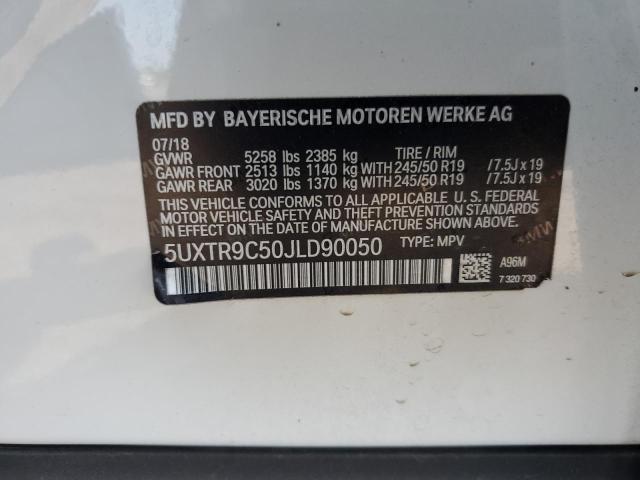 MFD BY BAYERISCHE MOTOREN WERKE AG
07/18
GVWR 5258 lbs 2385 kg TIRE / RIM
GAWR FRONT 2513 lbs 1140 kg WITH 245/50 R19 /7.5J x 19
GAWR REAR 3020 lbs 1370 kg WITH 245/50 R19 /7.5J x 19
THIS VEHICLE CONFORMS TO ALL APPLICABLE U. S. FEDERAL
MOTOR VEHICLE SAFETY AND THEFT PREVENTION STANDARDS
IN EFFECT ON THE DATE OF MANUFACTURE SHOWN ABOVE.
5UXTR9C50JLD90050 TYPE: MPV
A96M
7 320 730